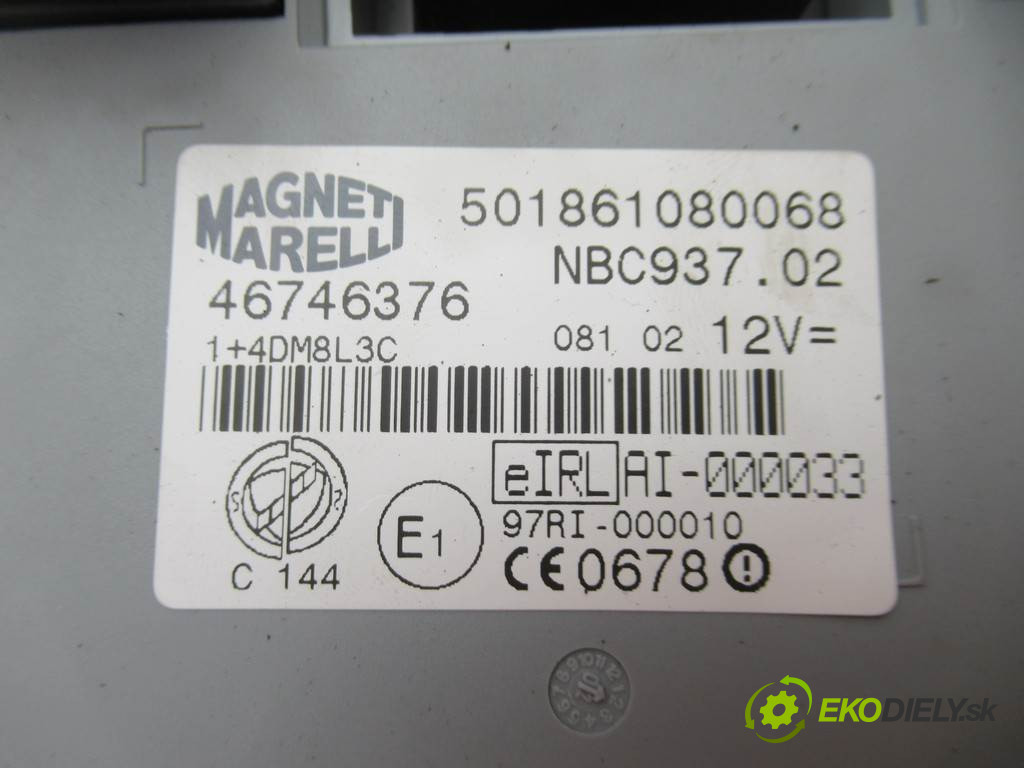 MAGNETI MARELLI
501861080068
NBC937.02
46746376
1+4DM8L3C
081 02 12V=
eIRL AI-000033
97RI-000010
E1
CE0678
C 144
EKODIELY.sk